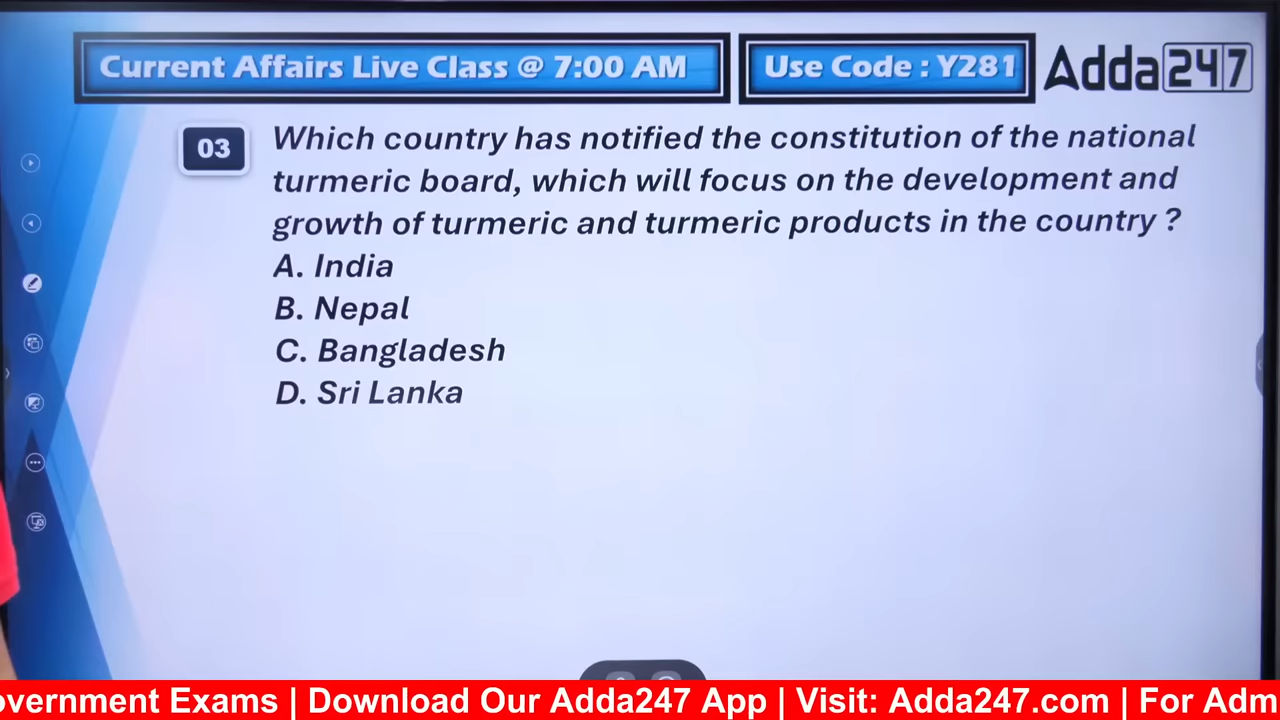 Current Affairs Live Class @ 7:00 AM
Use Code : Y281
Adda247
03
Which country has notified the constitution of the national
turmeric board, which will focus on the development and
growth of turmeric and turmeric products in the country ?
A. India
B. Nepal
C. Bangladesh
D. Sri Lanka
overnment Exams | Download Our Adda247 App | Visit: Adda247.com | For Adm